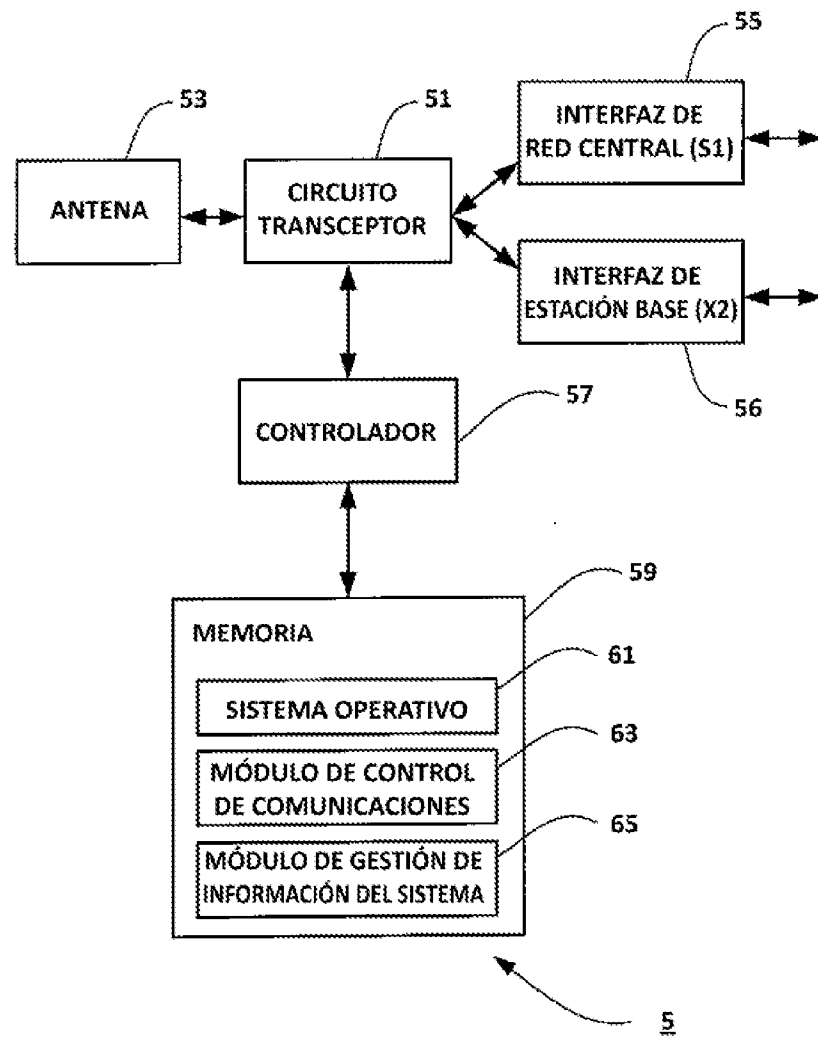 55
53
51
INTERFAZ DE
RED CENTRAL (S1)
ANTENA
CIRCUITO
TRANSCEPTOR
INTERFAZ DE
ESTACIÓN BASE (X2)
57
56
CONTROLADOR
59
MEMORIA
61
SISTEMA OPERATIVO
63
MÓDULO DE CONTROL
DE COMUNICACIONES
65
MÓDULO DE GESTIÓN DE
INFORMACIÓN DEL SISTEMA
5